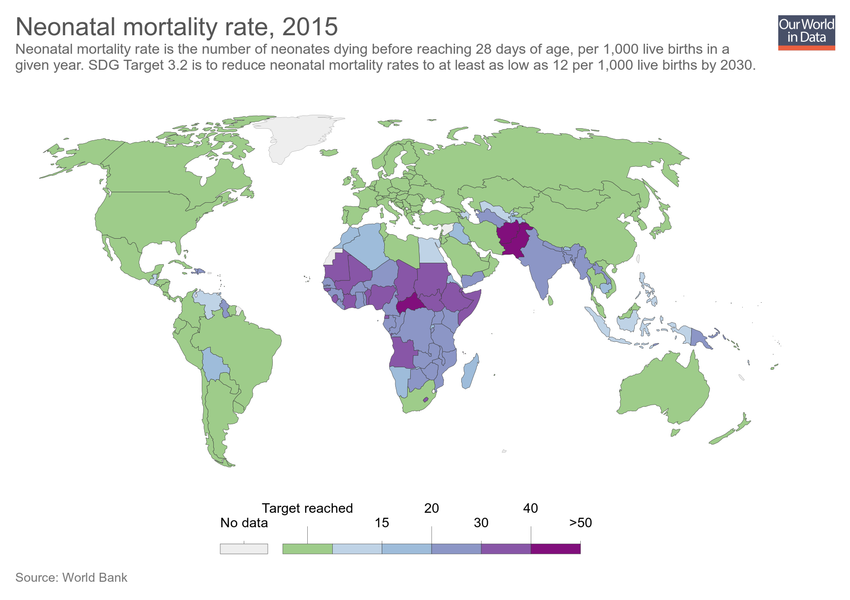 Neonatal mortality rate, 2015
Our World
in Data
Neonatal mortality rate is the number of neonates dying before reaching 28 days of age, per 1,000 live births in a
given year. SDG Target 3.2 is to reduce neonatal mortality rates to at least as low as 12 per 1,000 live births by 2030.
Target reached 20 40
No data 15 30 >50
Source: World Bank